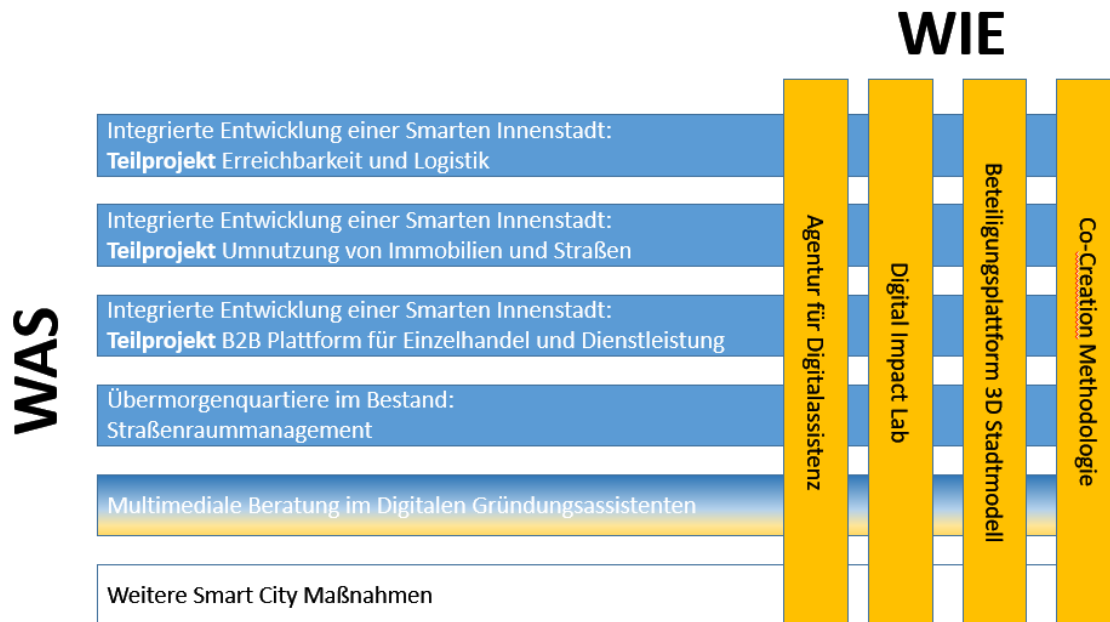 WIE
WAS
Integrierte Entwicklung einer Smarten Innenstadt:
Teilprojekt Erreichbarkeit und Logistik
Integrierte Entwicklung einer Smarten Innenstadt:
Teilprojekt Umnutzung von Immobilien und Straßen
Integrierte Entwicklung einer Smarten Innenstadt:
Teilprojekt B2B Plattform für Einzelhandel und Dienstleistung
Übermorgenquartiere im Bestand:
Straßenraummanagement
Multimediale Beratung im Digitalen Gründungsassistenten
Weitere Smart City Maßnahmen
Agentur für Digitalassistenz
Digital Impact Lab
Beteiligungsplattform 3D Stadtmodell
Co-Creation Methodologie